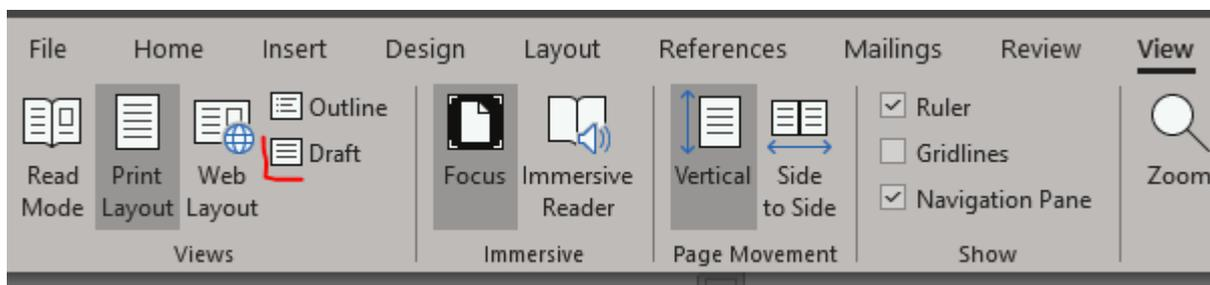 File Home Insert Design Layout References Mailings Review View
Outline
Draft
Read Mode
Print Layout
Web Layout
Views
Focus
Immersive Reader
Immersive
Vertical
Side to Side
Page Movement
Ruler
Gridlines
Navigation Pane
Show
Zoom